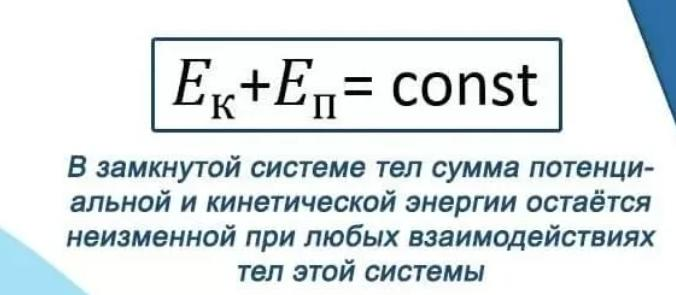 Eк+Eп= const
В замкнутой системе тел сумма потенци-
альной и кинетической энергии остаётся
неизменной при любых взаимодействиях
тел этой системы